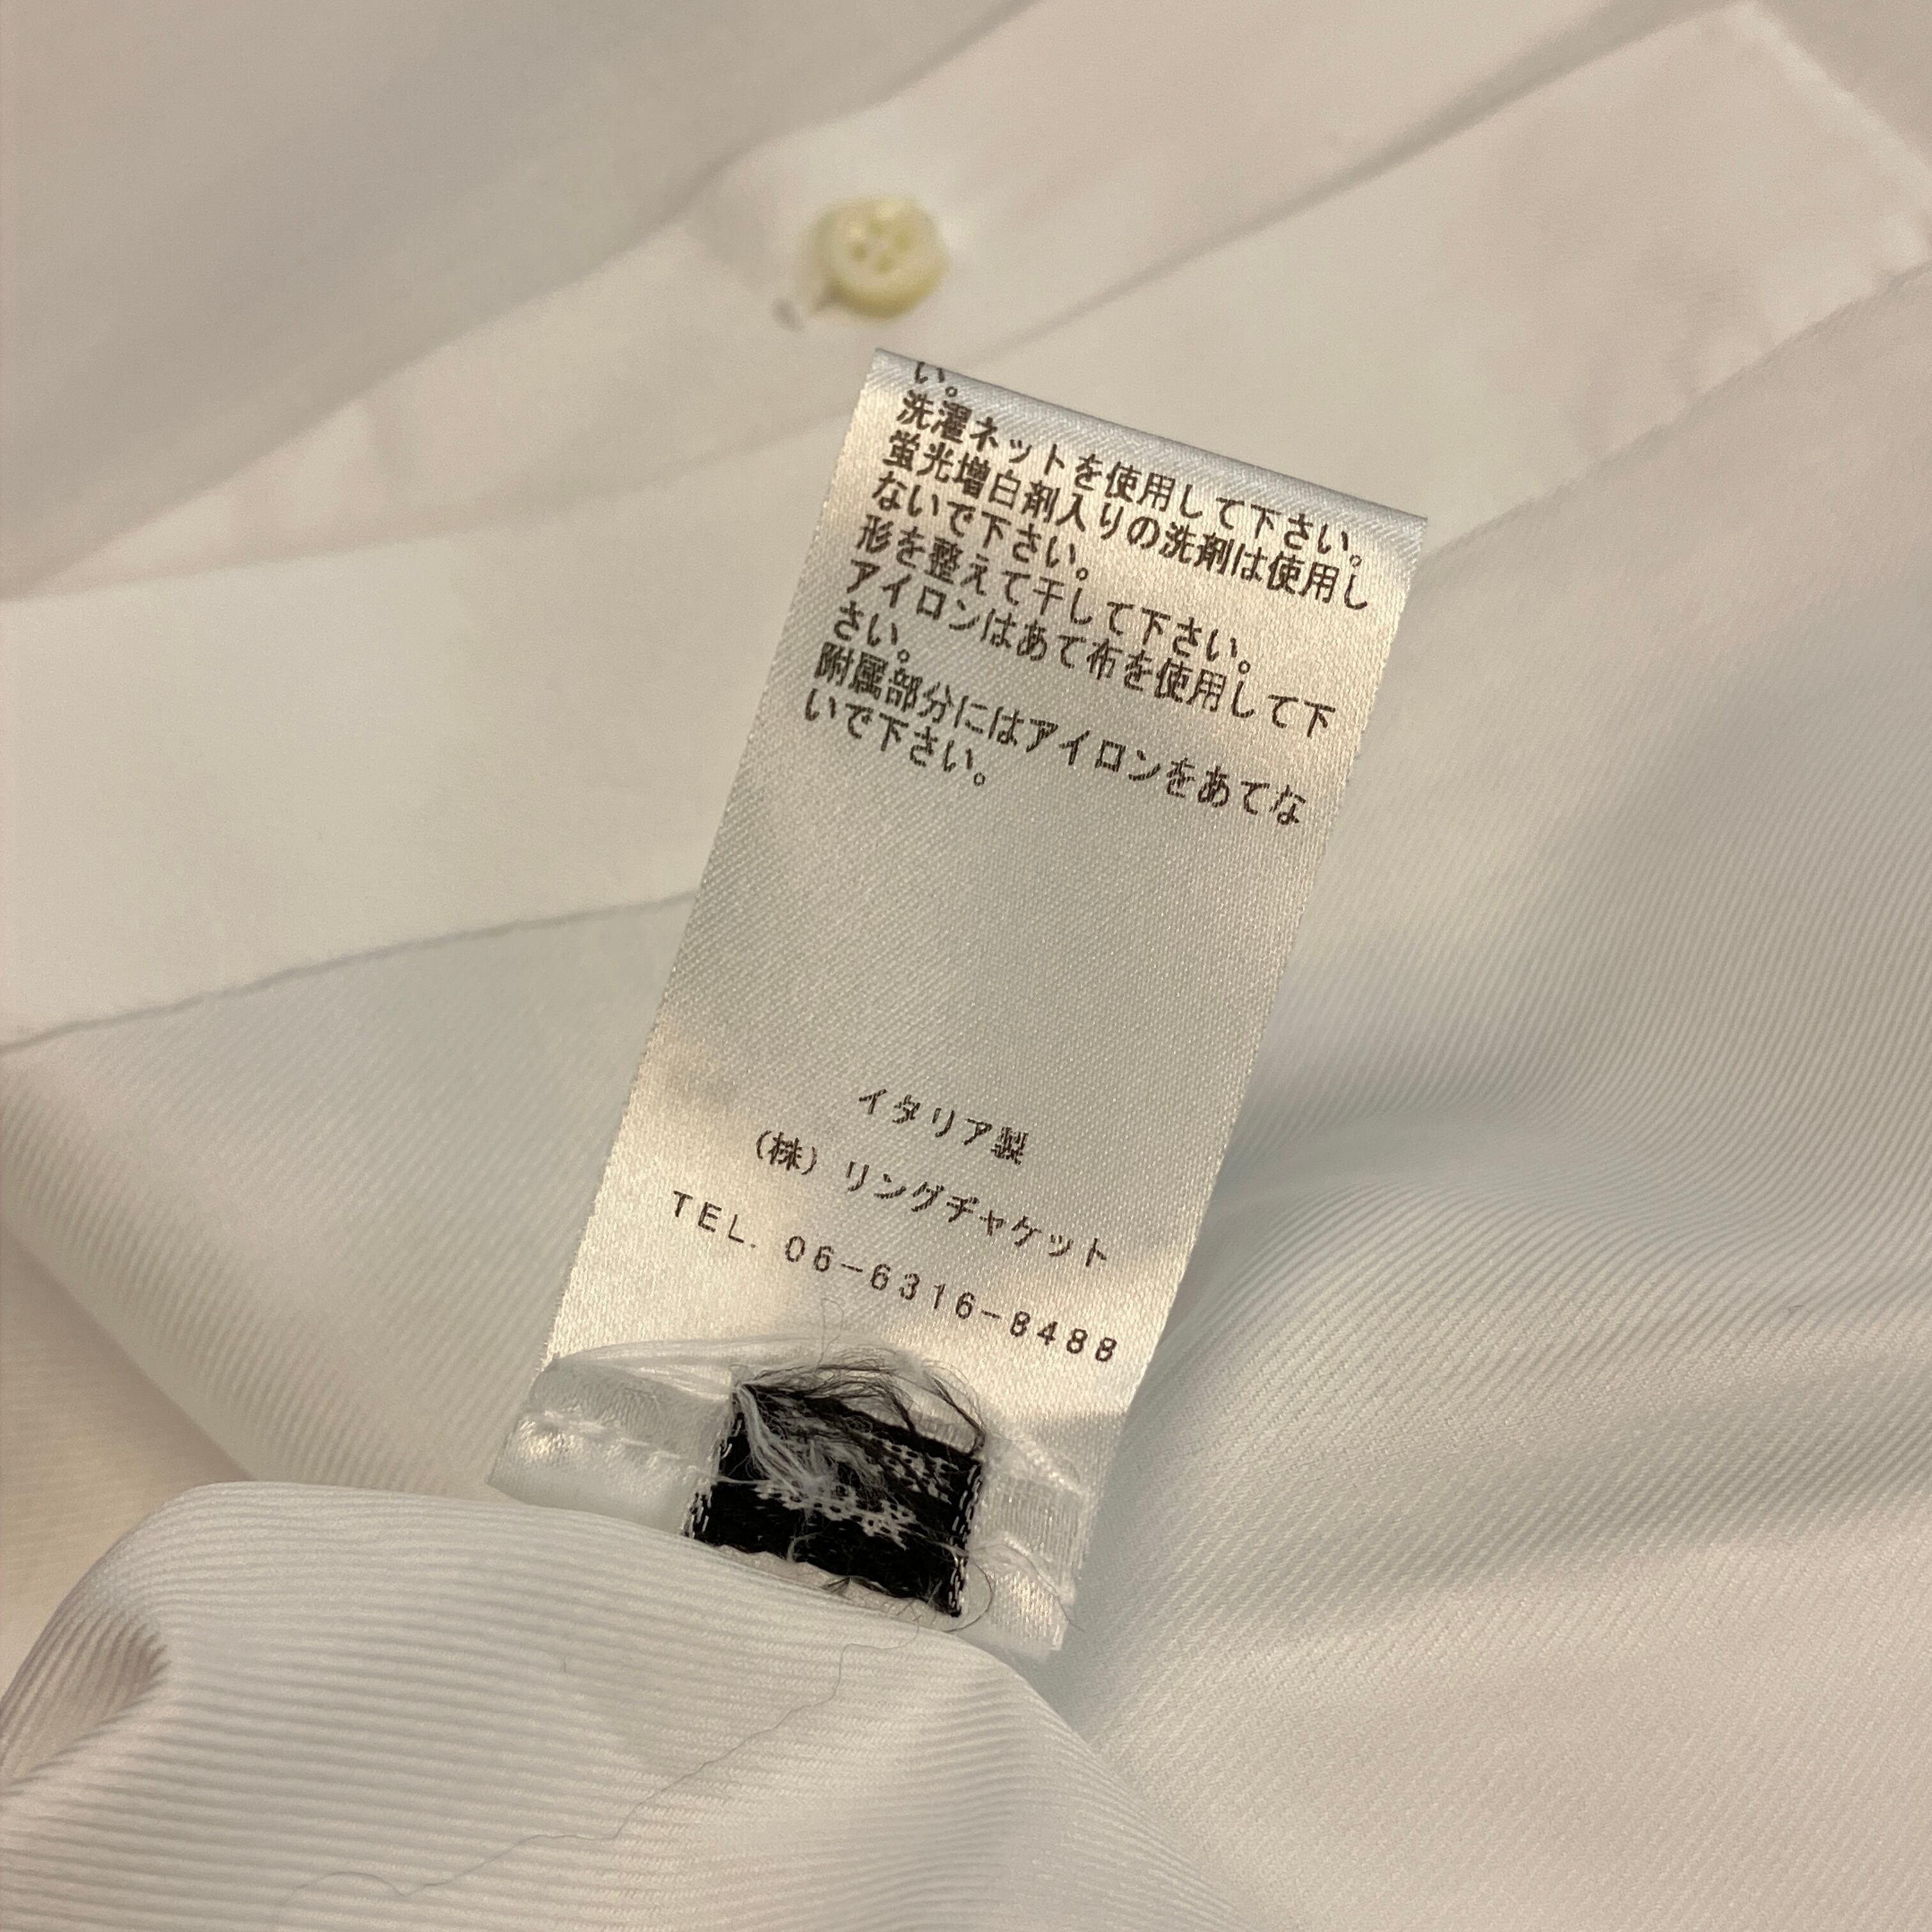 い。
洗濯ネットを使用して下さい。
蛍光増白剤入りの洗剤は使用し
ないで下さい。
形を整えて干して下さい。
アイロンはあて布を使用して下
さい。
附属部分にはアイロンをあてな
いで下さい。
イタリア製
(株) リングヂャケット
TEL. 06-6316-8488